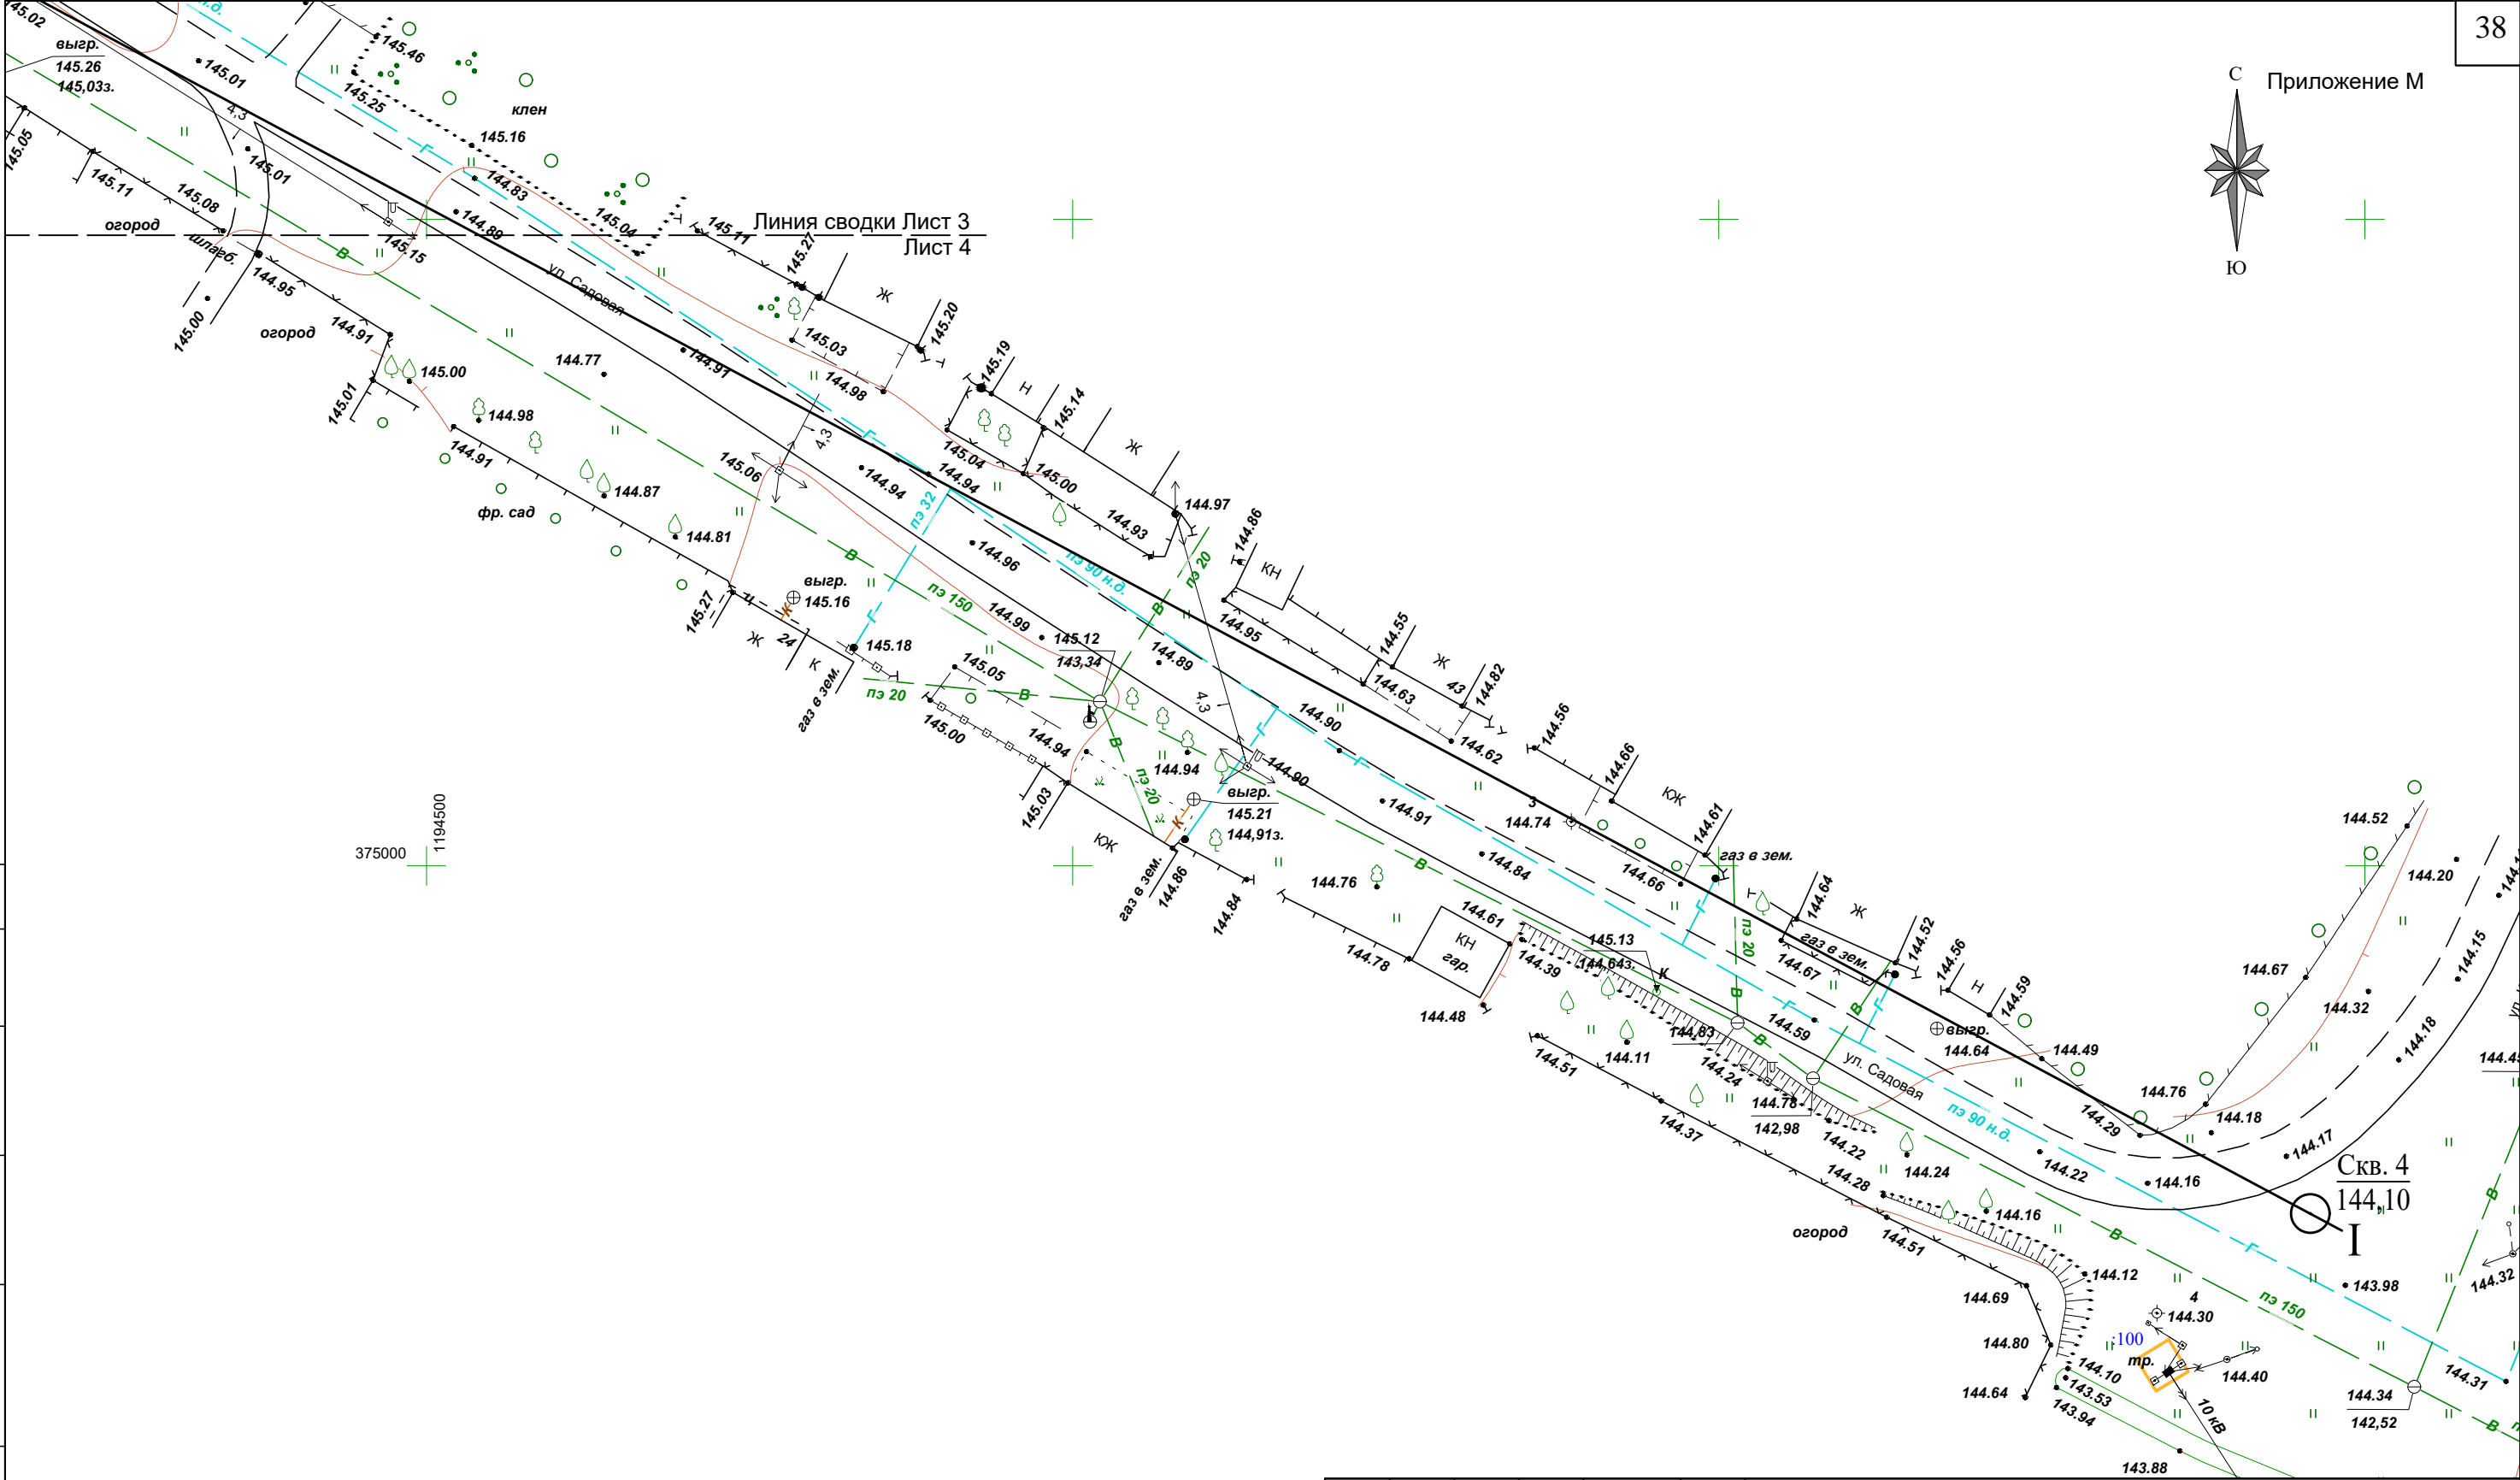 38
Приложение М
С
Ю
45.02
н.д.
выгр.
145.26
145,03з.
145.01
145.46
145.25
клен
145.16
4,3
145.05
145.11
145.01
145.08
огород
шлагб.
Г
144.83
144.89
145.15
145.04
145.11
Линия сводки Лист 3
Лист 4
145.27
Ж
145.20
ул. Садовая
В
144.95
145.00
огород
144.91
145.01
145.00
144.77
144.91
145.03
144.98
145.19
Н
145.14
Ж
144.98
144.91
144.87
фр. сад
144.81
145.06
4,3
Г
144.94
144.94
145.04
145.00
144.93
144.97
144.86
КН
пэ 32
В
пэ 150
144.96
пэ 90 н.д.
пэ 20
В
144.95
144.55
Ж
43
144.82
144.63
144.62
выгр.
145.16
К
Ч
145.27
Ж
24
К
газ в зем.
Г
145.18
144.99
145.12
143,34
144.89
145.05
пэ 20
В
145.00
144.94
В
пэ 20
144.94
4,3
Г
144.90
144.90
Г
144.56
144.66
КЖ
144.61
145.03
КЖ
К
выгр.
145.21
144,91з.
газ в зем.
144.86
144.84
144.91
3
144.74
144.84
144.66
газ в зем.
375000
1194500
В
144.76
144.78
144.61
КН
гар.
144.48
144.39
145.13
144,64з.
К
Г
пэ 20
В
144.64
Ж
144.52
газ в зем.
144.67
144.56
Н
144.59
144.52
144.20
144.67
144.32
144.15
144.18
144.51
144.11
144.83
В
144.24
Г
144.59
В
Г
выгр.
144.64
144.49
144.37
144.78
142,98
144.22
ул. Садовая
пэ 90 н.д.
144.29
144.76
144.18
144.17
144.28
144.24
144.22
144.16
Скв. 4
144,10
I
огород
144.51
144.16
144.12
В
Г
В
143.98
144.32
144.69
144.80
144.64
4
144.30
:100
тр.
144.40
144.10
143.53
143.94
10 кВ
143.88
пэ 150
144.31
144.34
142,52
В